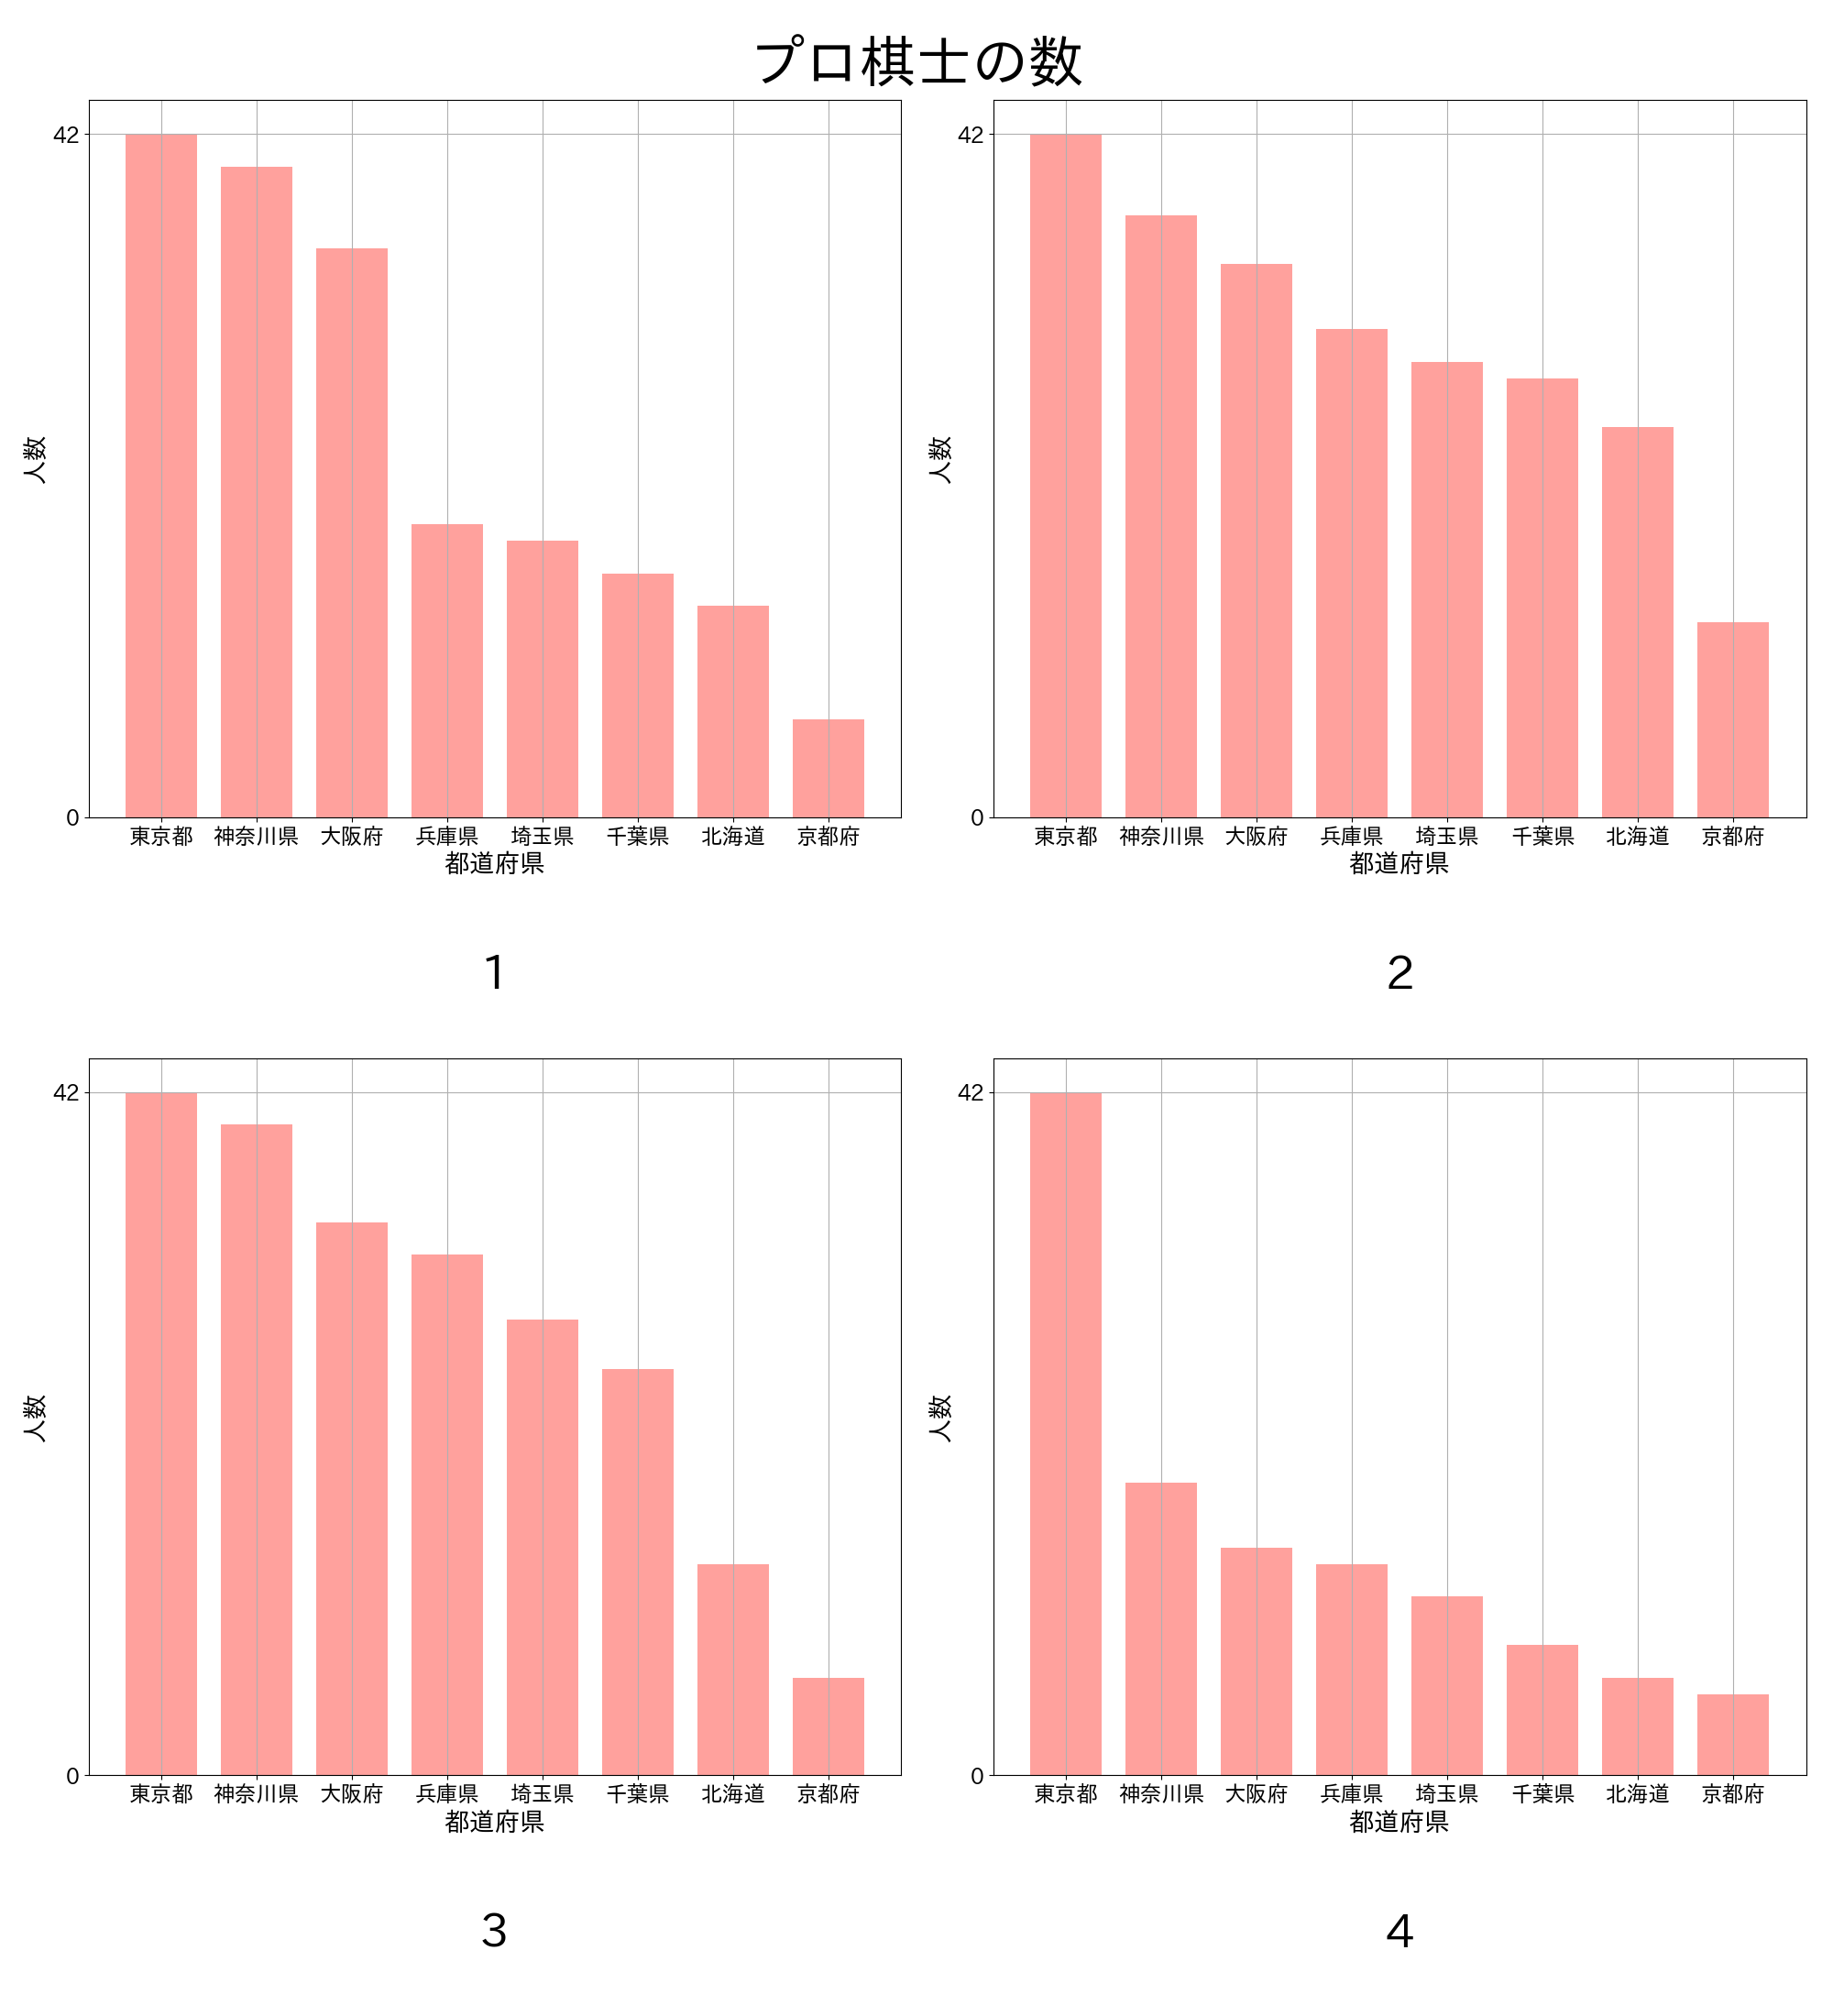 プロ棋士の数
42
0
人数
東京都 神奈川県 大阪府 兵庫県 埼玉県 千葉県 北海道 京都府
都道府県
1
42
0
人数
東京都 神奈川県 大阪府 兵庫県 埼玉県 千葉県 北海道 京都府
都道府県
2
42
0
人数
東京都 神奈川県 大阪府 兵庫県 埼玉県 千葉県 北海道 京都府
都道府県
3
42
0
人数
東京都 神奈川県 大阪府 兵庫県 埼玉県 千葉県 北海道 京都府
都道府県
4